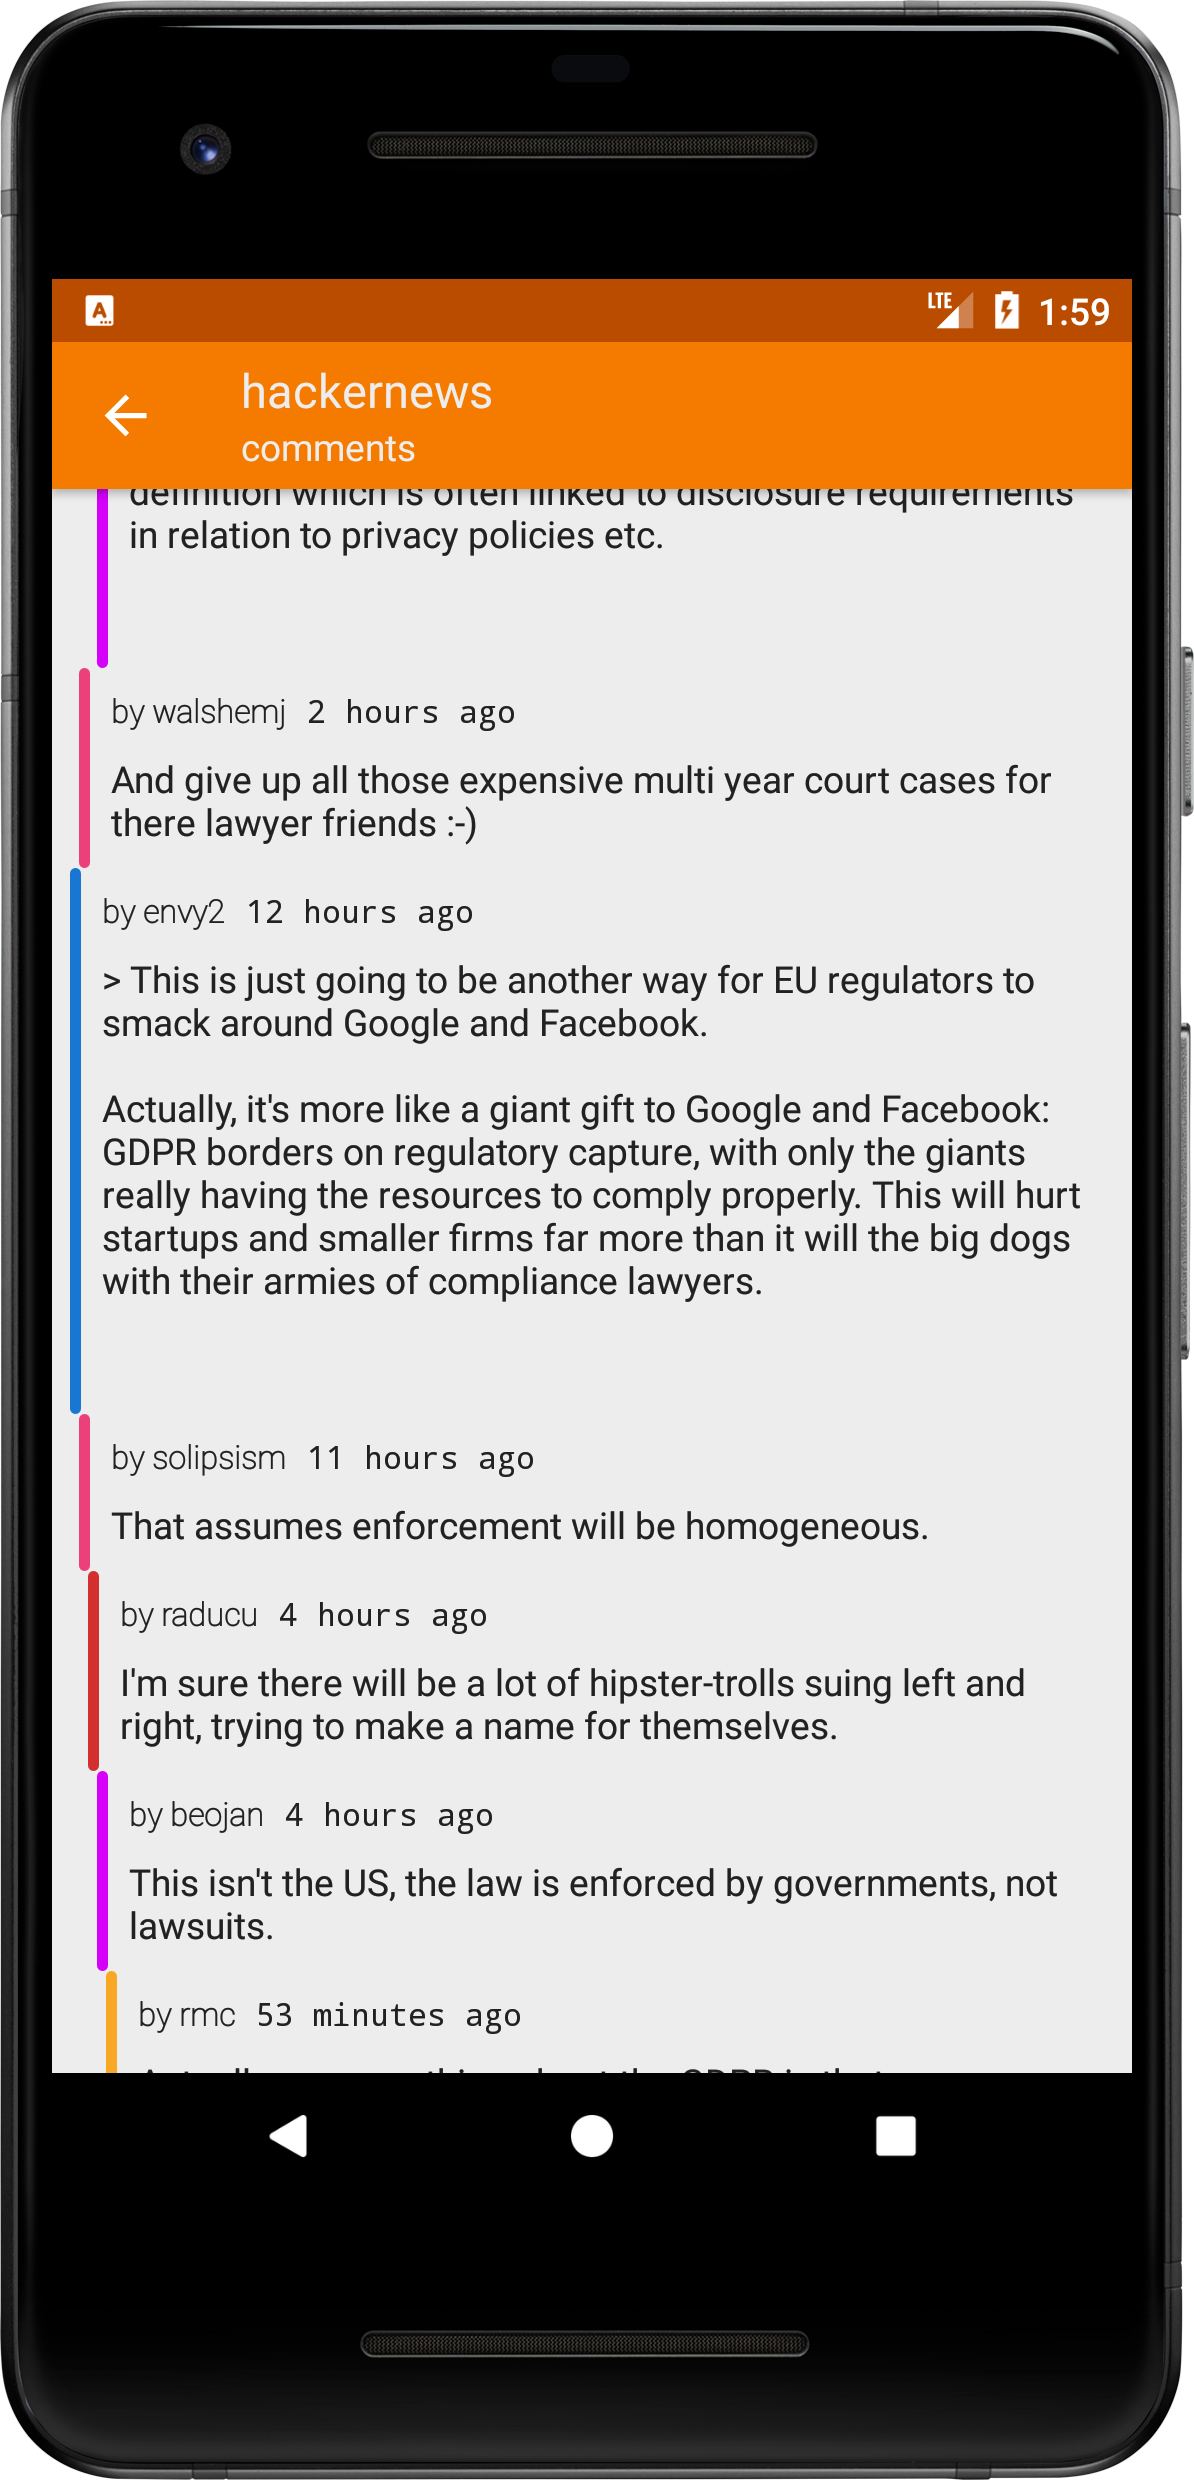 A
LTE
1:59
hackernews
comments
definition which is often linked to disclosure requirements
in relation to privacy policies etc.
by walshemj 2 hours ago
And give up all those expensive multi year court cases for
there lawyer friends :-)
by envy2 12 hours ago
> This is just going to be another way for EU regulators to
smack around Google and Facebook.
Actually, it's more like a giant gift to Google and Facebook:
GDPR borders on regulatory capture, with only the giants
really having the resources to comply properly. This will hurt
startups and smaller firms far more than it will the big dogs
with their armies of compliance lawyers.
by solipsism 11 hours ago
That assumes enforcement will be homogeneous.
by raducu 4 hours ago
I'm sure there will be a lot of hipster-trolls suing left and
right, trying to make a name for themselves.
by beojan 4 hours ago
This isn't the US, the law is enforced by governments, not
lawsuits.
by rmc 53 minutes ago